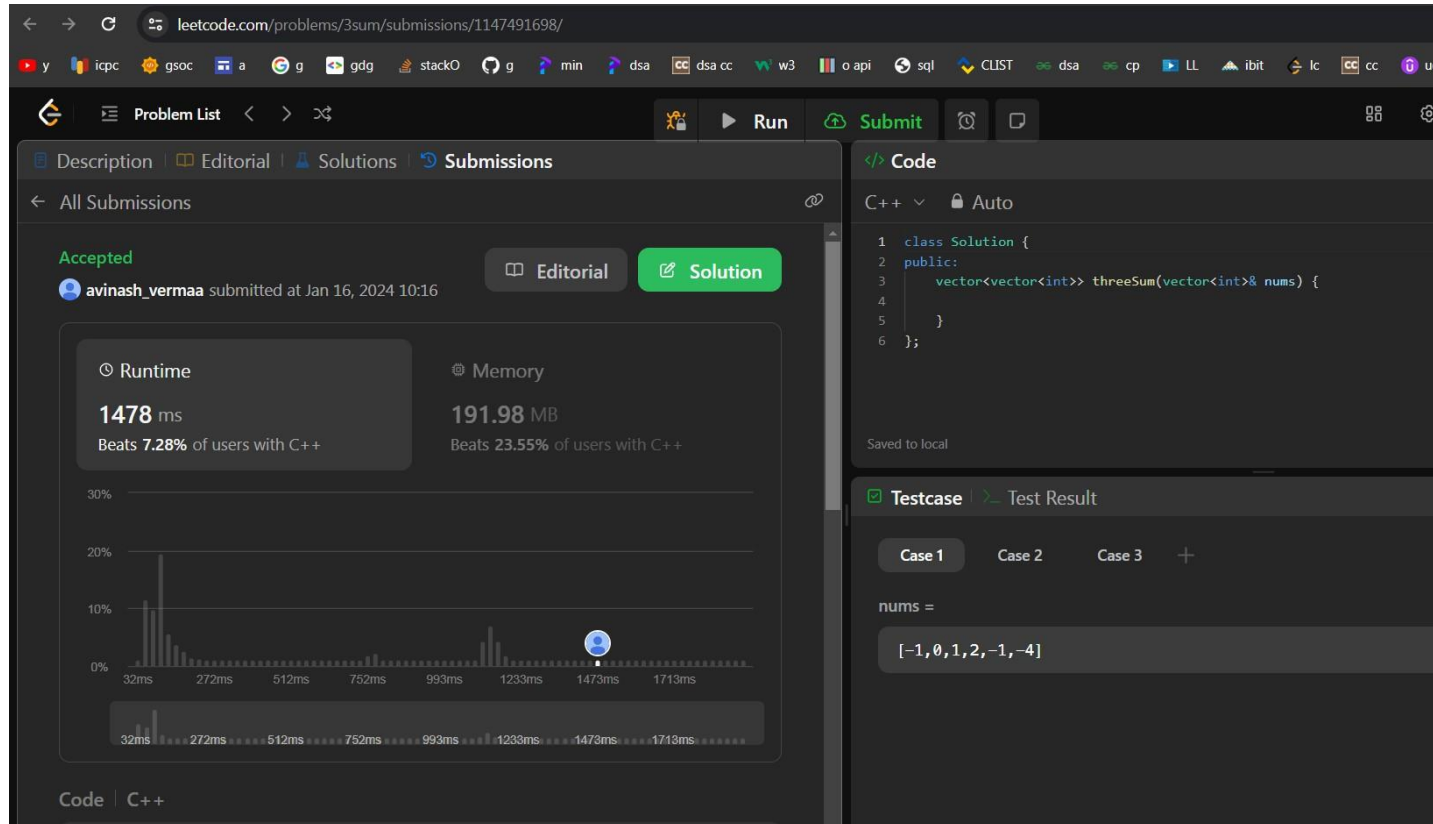 leetcode.com/problems/3sum/submissions/1147491698/
y icpc gsoc a g gdg stackO g min dsa dsa cc w3 o api sql CLIST dsa cp LL ibit lc cc
Problem List Run Submit
Description Editorial Solutions Submissions
All Submissions
Accepted
avinash_vermaa submitted at Jan 16, 2024 10:16
Editorial Solution
Runtime Memory
1478 ms 191.98 MB
Beats 7.28% of users with C++ Beats 23.55% of users with C++
30%
20%
10%
0%
32ms 272ms 512ms 752ms 993ms 1233ms 1473ms 1713ms
32ms 272ms 512ms 752ms 993ms 1233ms 1473ms 1713ms
Code C++
</> Code
C++ Auto
1 class Solution {
2 public:
3 vector<vector<int>> threeSum(vector<int>& nums) {
4
5 }
6 };
Saved to local
Testcase >_ Test Result
Case 1 Case 2 Case 3 +
nums =
[-1,0,1,2,-1,-4]